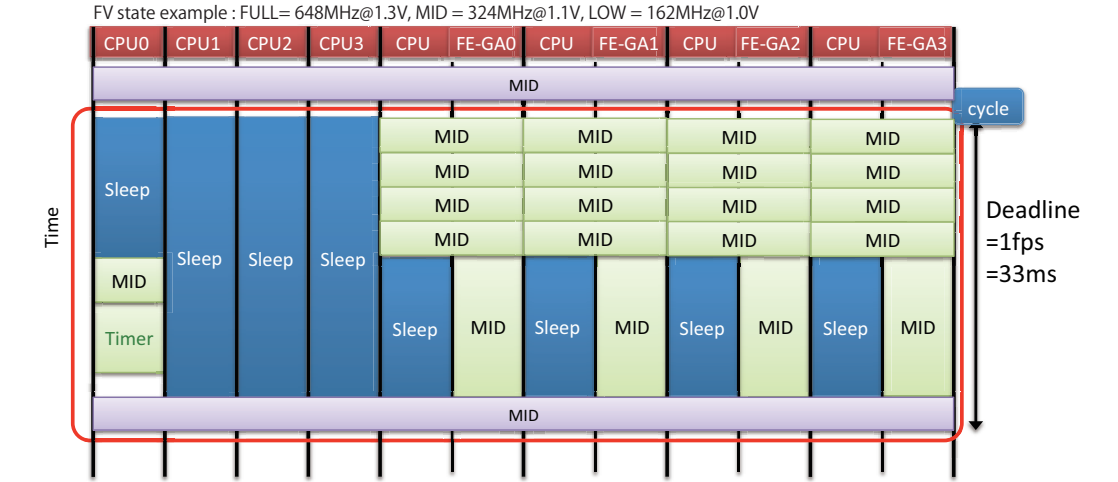 FV state example : FULL= 648MHz@1.3V, MID = 324MHz@1.1V, LOW = 162MHz@1.0V
CPU0 CPU1 CPU2 CPU3 CPU FE-GA0 CPU FE-GA1 CPU FE-GA2 CPU FE-GA3
MID
cycle
MID MID MID MID
MID MID MID MID
Sleep
MID MID MID MID
Time
Deadline
MID MID MID MID
=1fps
Sleep Sleep Sleep
=33ms
MID
Sleep MID Sleep MID Sleep MID Sleep MID
Timer
MID